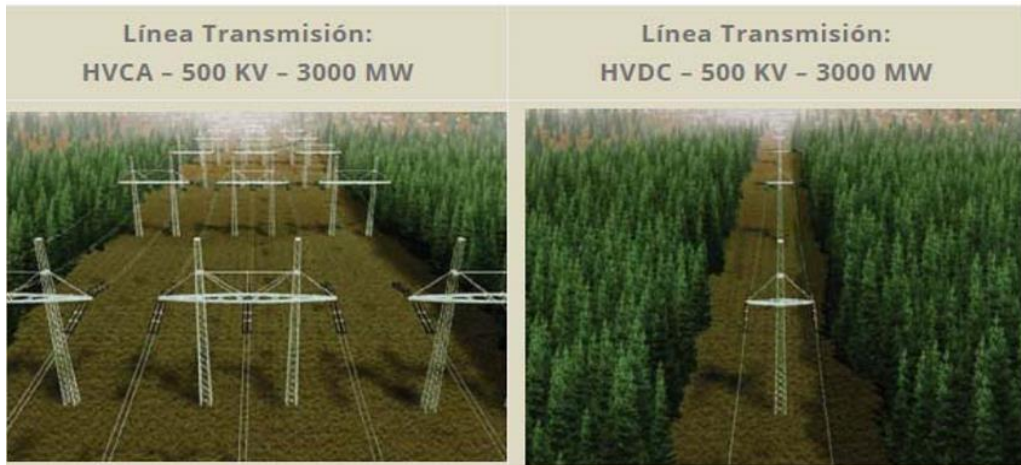 Línea Transmisión:
HVCA – 500 KV – 3000 MW
Línea Transmisión:
HVDC – 500 KV – 3000 MW